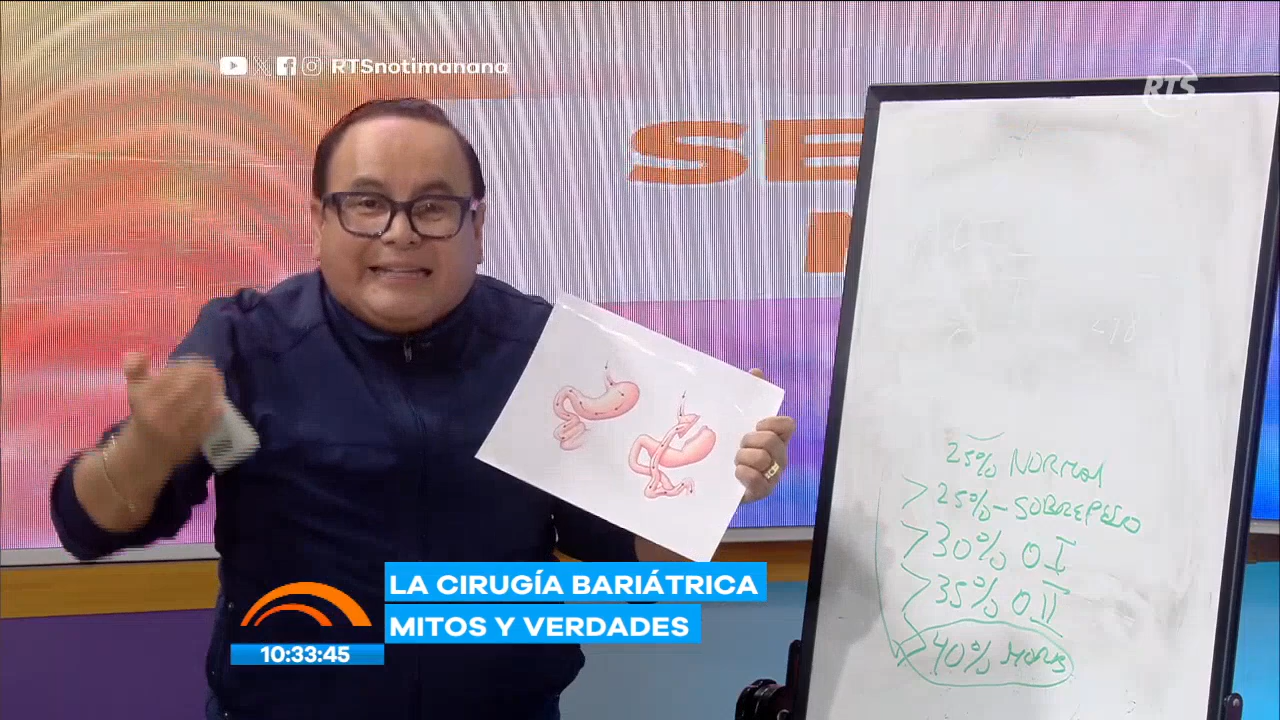 RTSnotimanana
RTS
SE
25% NORMAL
> 25% - SOBREPESO
> 30% O I
> 35% O II
> 40% MORB
LA CIRUGÍA BARIÁTRICA
MITOS Y VERDADES
10:33:45